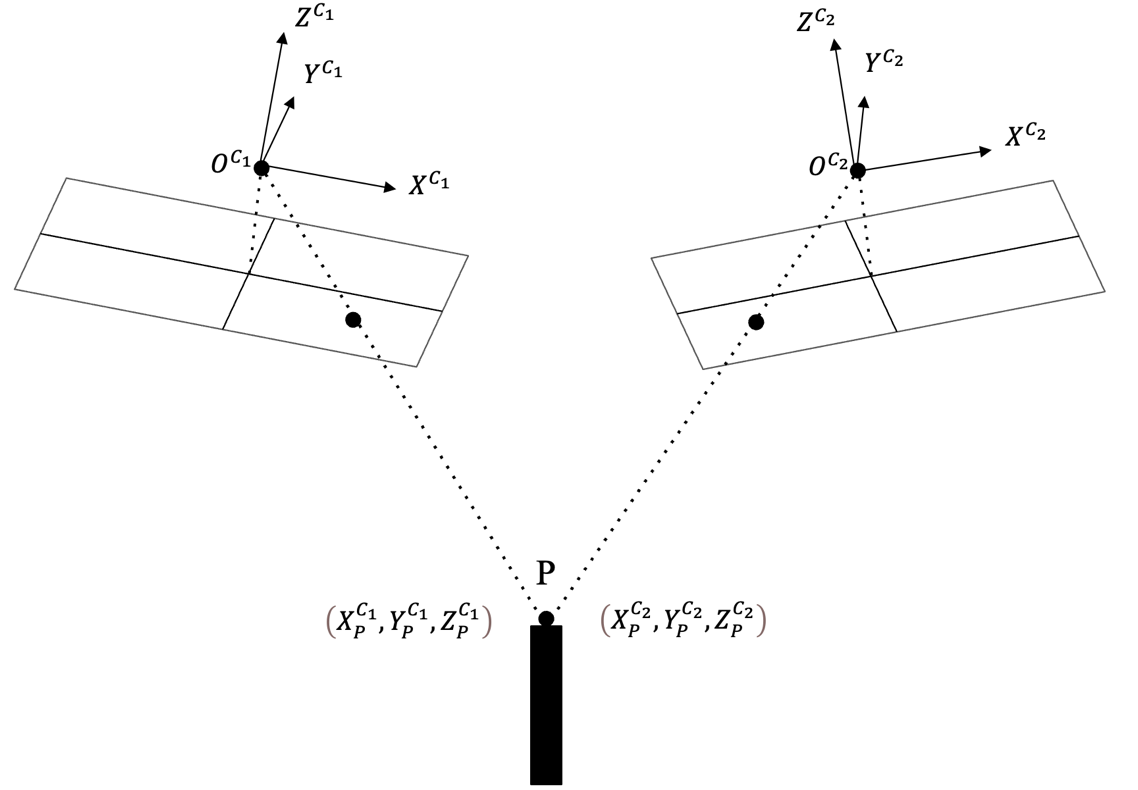 Z^{C_1}
Z^{C_2}
Y^{C_1}
Y^{C_2}
O^{C_1}
X^{C_1}
O^{C_2}
X^{C_2}
P
(X_P^{C_1}, Y_P^{C_1}, Z_P^{C_1})
(X_P^{C_2}, Y_P^{C_2}, Z_P^{C_2})